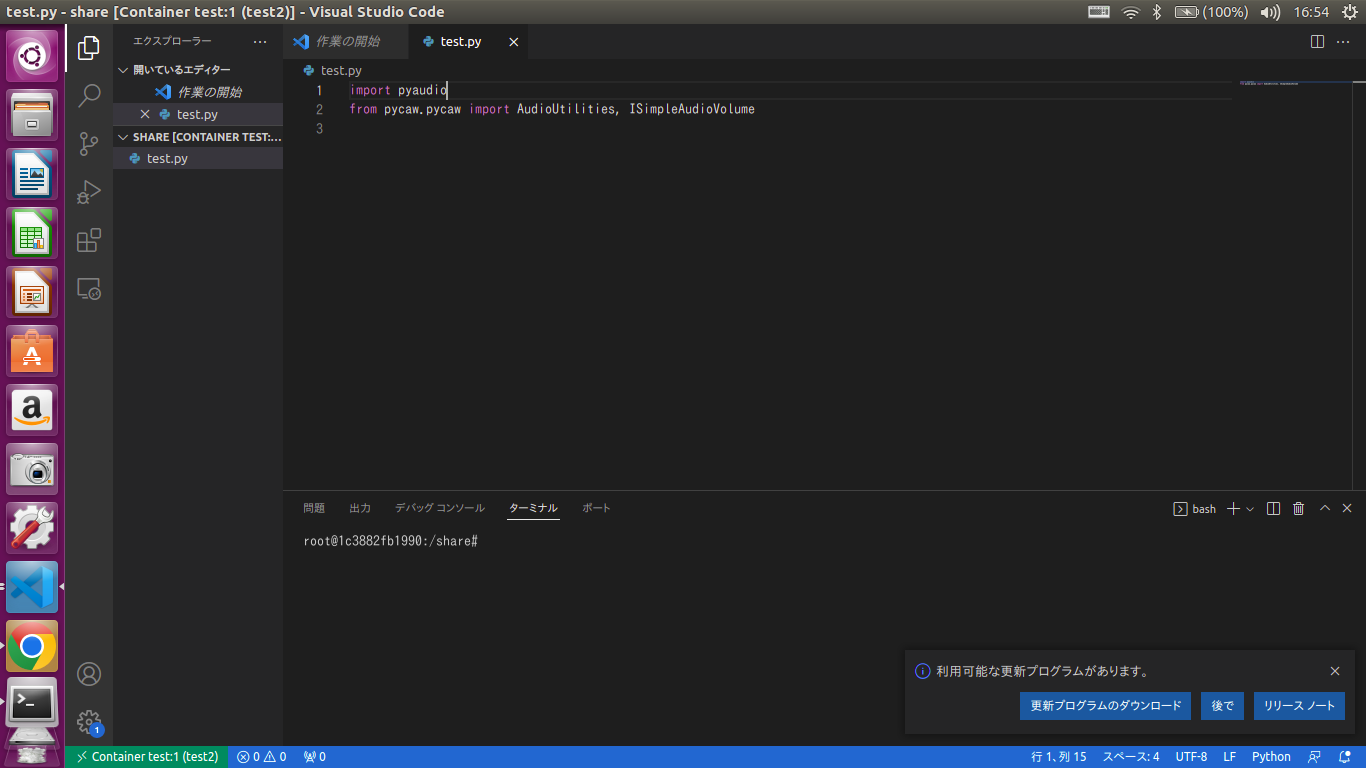 test.py - share [Container test:1 (test2)] - Visual Studio Code
(100%)
16:54
エクスプローラー
作業の開始
test.py
開いているエディター
作業の開始
test.py
SHARE [CONTAINER TEST:...
test.py
test.py
1 import pyaudio
2 from pycaw.pycaw import AudioUtilities, ISimpleAudioVolume
3
問題 出力 デバッグ コンソール ターミナル ポート
bash
root@1c3882fb1990:/share#
利用可能な更新プログラムがあります。
更新プログラムのダウンロード 後で リリース ノート
1
Container test:1 (test2)
0 0
0
行 1、列 15 スペース: 4 UTF-8 LF Python